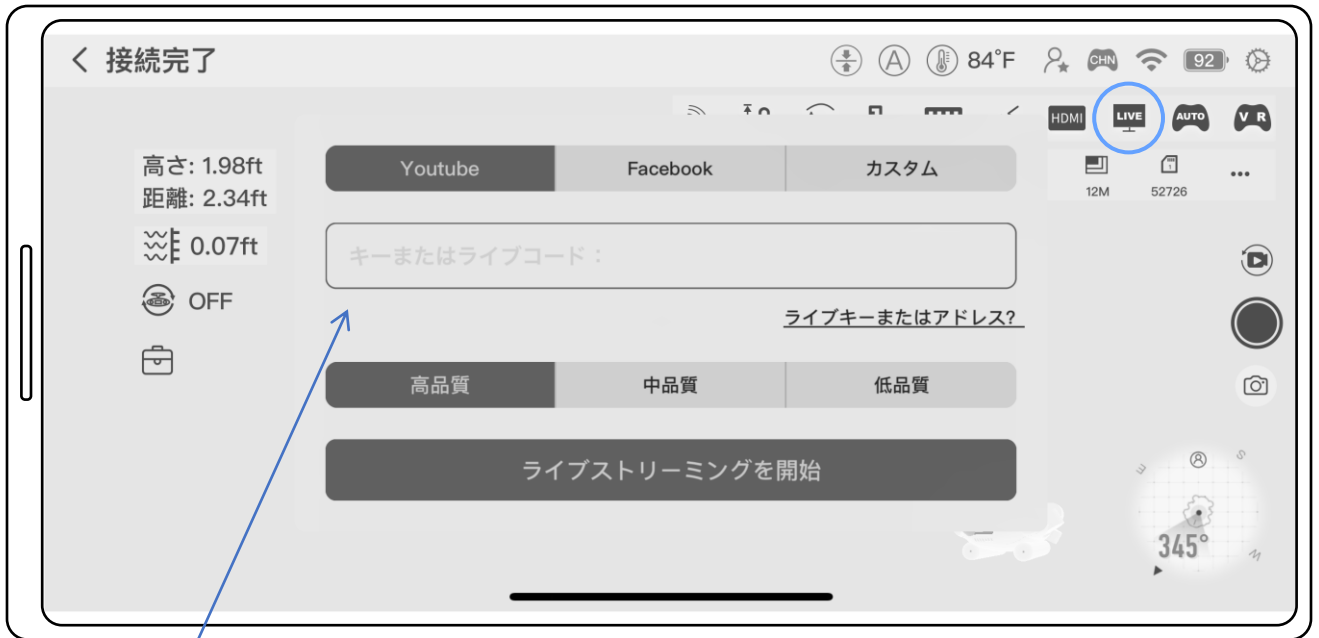 接続完了
A
84°F
CHN
92
HDMI
LIVE
AUTO
V R
高さ: 1.98ft
距離: 2.34ft
0.07ft
OFF
12M
1
52726
•••
Youtube
Facebook
カスタム
キーまたはライブコード：
ライブキーまたはアドレス?
高品質
中品質
低品質
ライブストリーミングを開始
E
S
W
345°